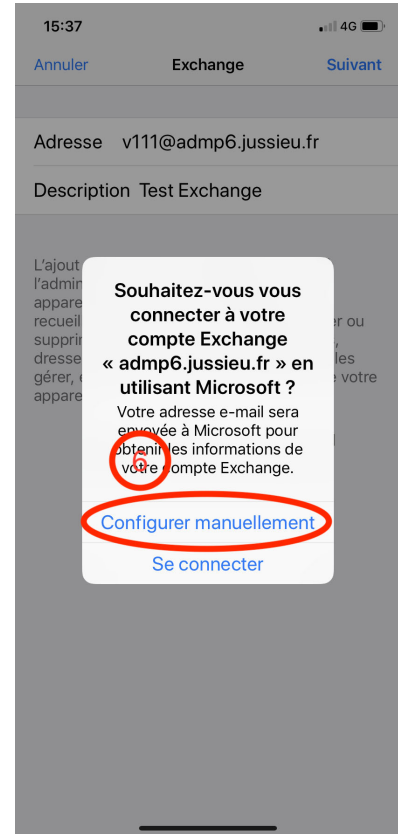 15:37 4G
Annuler Exchange Suivant
Adresse v111@admp6.jussieu.fr
Description Test Exchange
L'ajout
l'admin
appare
recueil er ou
supprir
dresse les
gérer, votre
appare
Souhaitez-vous vous
connecter à votre
compte Exchange
« admp6.jussieu.fr » en
utilisant Microsoft ?
Votre adresse e-mail sera
envoyée à Microsoft pour
obtenir les informations de
votre compte Exchange.
6
Configurer manuellement
Se connecter